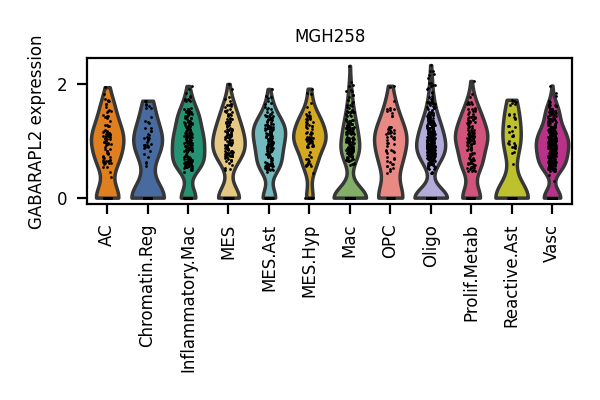 MGH258
GABARAPL2 expression
2
0
AC
Chromatin.Reg
Inflammatory.Mac
MES
MES.Ast
MES.Hyp
Mac
OPC
Oligo
Prolif.Metab
Reactive.Ast
Vasc